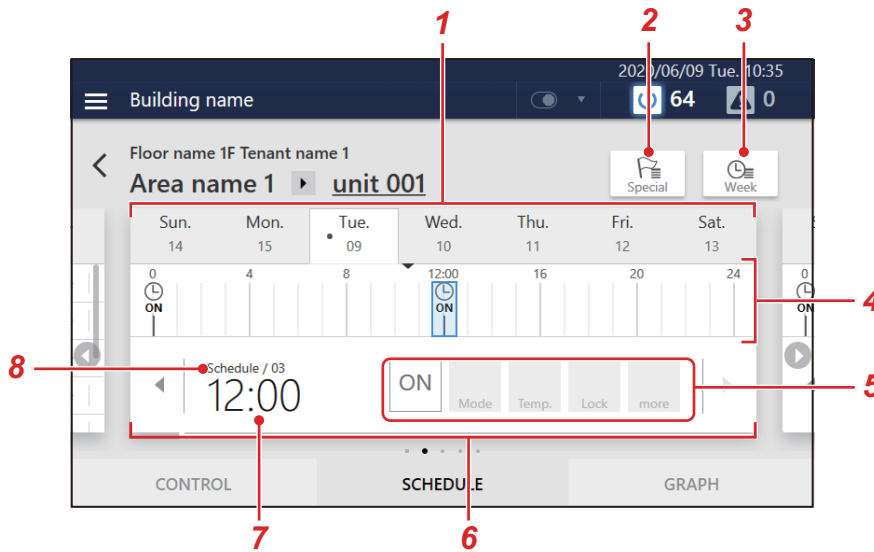 1
2
3
2020/06/09 Tue. 10:35
Building name
64
0
Floor name 1F Tenant name 1
Area name 1 unit 001
Special
Week
Sun.
14
Mon.
15
Tue.
09
Wed.
10
Thu.
11
Fri.
12
Sat.
13
0
4
8
12:00
16
20
24
0
ON
ON
ON
4
8
Schedule / 03
12:00
ON
Mode
Temp.
Lock
more
5
CONTROL
SCHEDULE
GRAPH
7
6